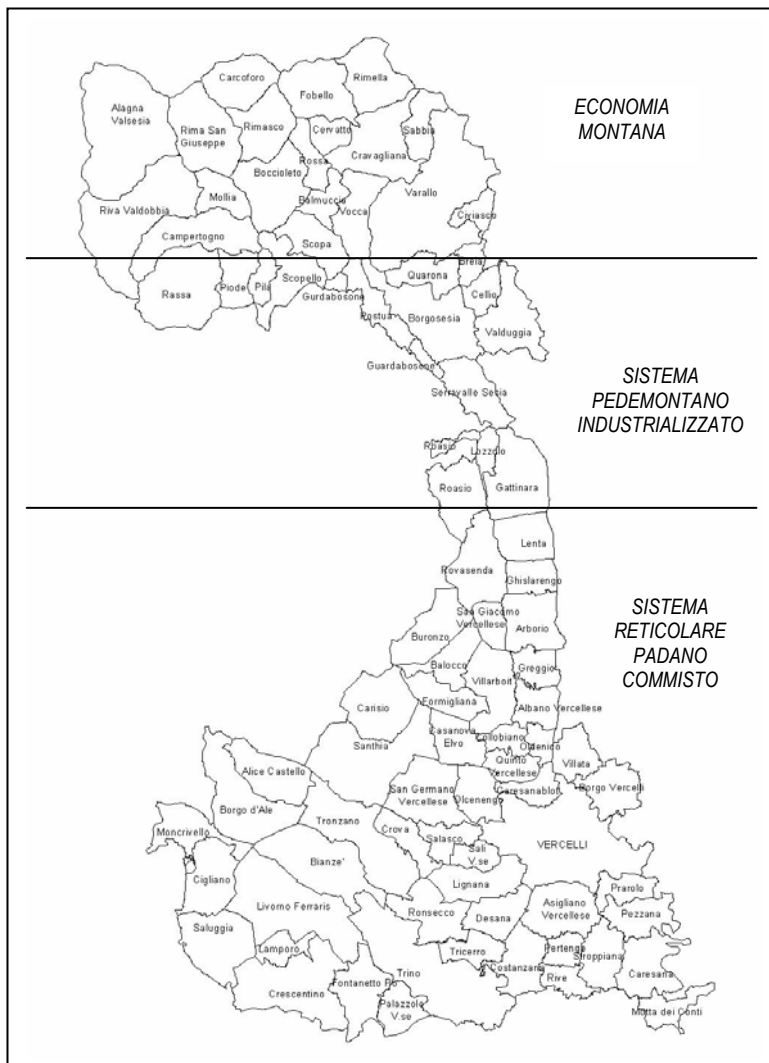 Carcoforo
Rimella
Fobello
Alagna
Valsesia
ECONOMIA
MONTANA
Rima San
Giuseppe
Rimasco
Cervatto
Sabbia
Cravagliana
Rossa
Boccioleto
Varallo
Mollia
Balmuccia
Riva Valdobbia
Vocca
Civiasco
Campertogno
Scopa
Breia
Quarona
Scopello
Rassa
Piode
Pila
Cellio
Gurdabosone
Postua
Borgosesia
Valduggia
Guardabosone
SISTEMA
PEDEMONTANO
INDUSTRIALIZZATO
Serravalle Sesia
Roasio
Lozzolo
Roasio
Gattinara
Lenta
Rovasenda
Ghislarengo
SISTEMA
RETICOLARE
PADANO
COMMISTO
San Giacomo
Vercellese
Arborio
Buronzo
Balocco
Greggio
Villarboit
Formigliana
Carisio
Albano Vercellese
Casanova
Elvo
Collobiano
Santhia
Oldenico
Quinto
Vercellese
Villata
Alice Castello
San Germano
Vercellese
Olcenengo
Caresanablot
Borgo Vercelli
Borgo d'Ale
Tronzano
Moncrivello
Crova
Salasco
Sali
V.se
VERCELLI
Bianze'
Cigliano
Lignana
Prarolo
Livorno Ferraris
Ronsecco
Desana
Asigliano
Vercellese
Pezzana
Saluggia
Lamporo
Tricerro
Pertengo
Stroppiana
Costanzana
Trino
Rive
Caresana
Fontanetto Po
Crescentino
Palazzolo
V.se
Motta dei Conti